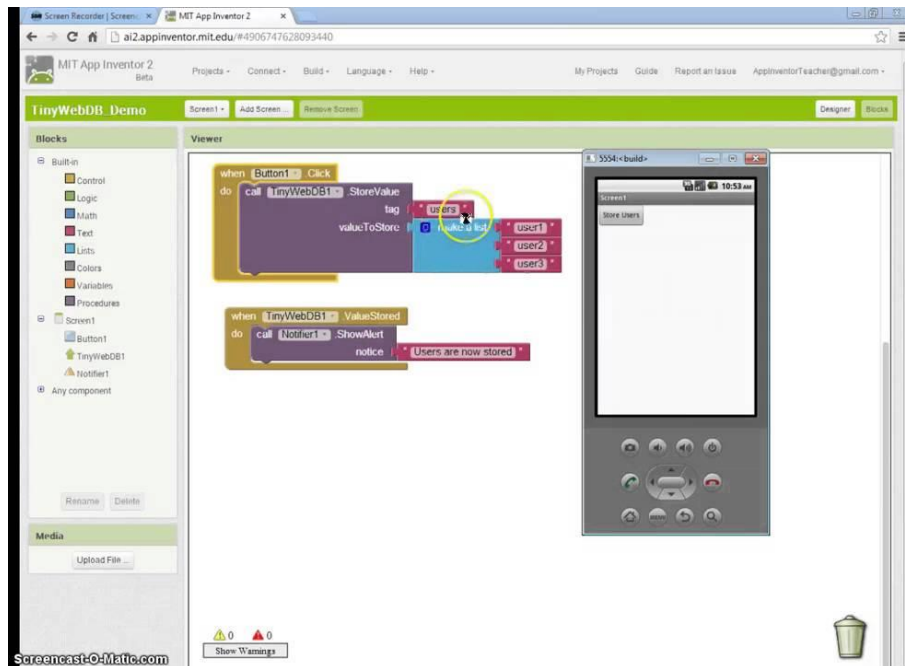 Screen Recorder | Screenc
MIT App Inventor 2
ai2.appinventor.mit.edu/#4906747628093440
MIT App Inventor 2
Beta
Projects
Connect
Build
Language
Help
My Projects
Guide
Report an Issue
AppInventorTeacher@gmail.com
TinyWebDB_Demo
Screen1
Add Screen ...
Remove Screen
Designer
Blocks
Blocks
Viewer
Built-in
Control
Logic
Math
Text
Lists
Colors
Variables
Procedures
Screen1
Button1
TinyWebDB1
Notifier1
Any component
Rename
Delete
Media
Upload File ...
when Button1 .Click
do call TinyWebDB1 .StoreValue
tag " users "
valueToStore make a list " user1 "
" user2 "
" user3 "
when TinyWebDB1 .ValueStored
do call Notifier1 .ShowAlert
notice " Users are now stored "
5554:<build>
10:53 AM
Screen1
Store Users
MENU
0 0
Show Warnings
Screencast-O-Matic.com